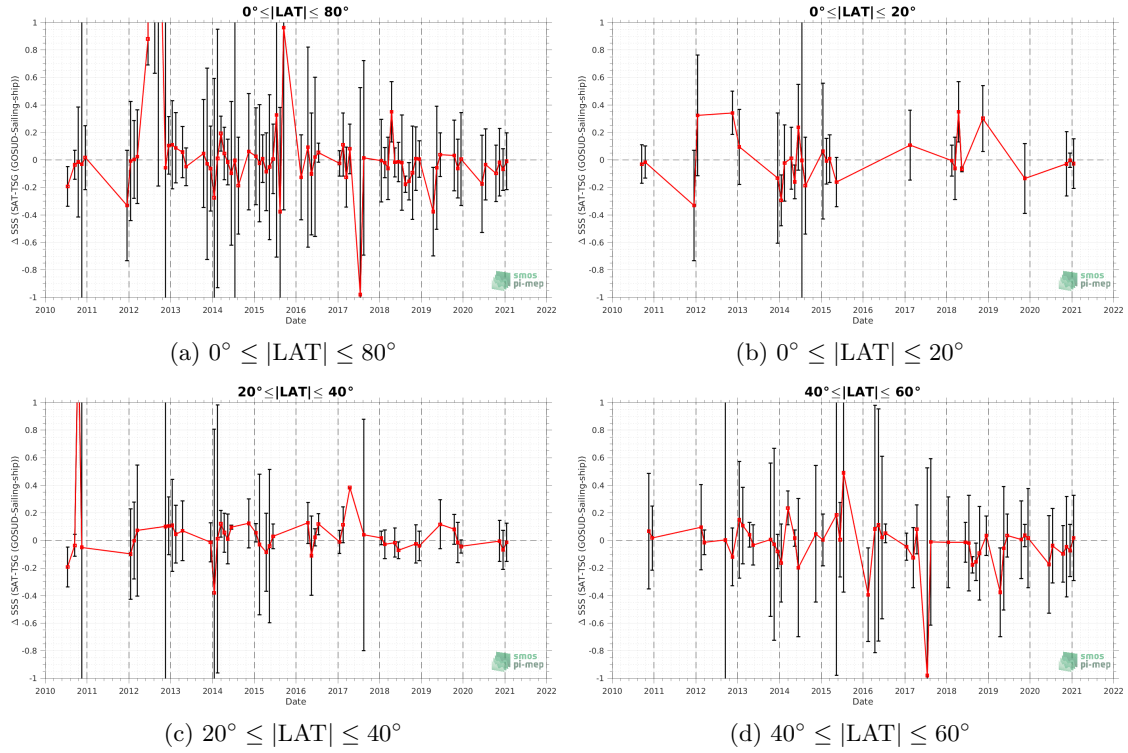 0°≤|LAT|≤ 80°
Δ SSS (SAT-TSG (GOSUD-Sailing-ship))
1
0.8
0.6
0.4
0.2
0
-0.2
-0.4
-0.6
-0.8
-1
2010 2011 2012 2013 2014 2015 2016 2017 2018 2019 2020 2021 2022
Date
smos
pi-mep
(a) 0° ≤ |LAT| ≤ 80°
0°≤|LAT|≤ 20°
Δ SSS (SAT-TSG (GOSUD-Sailing-ship))
1
0.8
0.6
0.4
0.2
0
-0.2
-0.4
-0.6
-0.8
-1
2010 2011 2012 2013 2014 2015 2016 2017 2018 2019 2020 2021 2022
Date
smos
pi-mep
(b) 0° ≤ |LAT| ≤ 20°
20°≤|LAT|≤ 40°
Δ SSS (SAT-TSG (GOSUD-Sailing-ship))
1
0.8
0.6
0.4
0.2
0
-0.2
-0.4
-0.6
-0.8
-1
2010 2011 2012 2013 2014 2015 2016 2017 2018 2019 2020 2021 2022
Date
smos
pi-mep
(c) 20° ≤ |LAT| ≤ 40°
40°≤|LAT|≤ 60°
Δ SSS (SAT-TSG (GOSUD-Sailing-ship))
1
0.8
0.6
0.4
0.2
0
-0.2
-0.4
-0.6
-0.8
-1
2010 2011 2012 2013 2014 2015 2016 2017 2018 2019 2020 2021 2022
Date
smos
pi-mep
(d) 40° ≤ |LAT| ≤ 60°